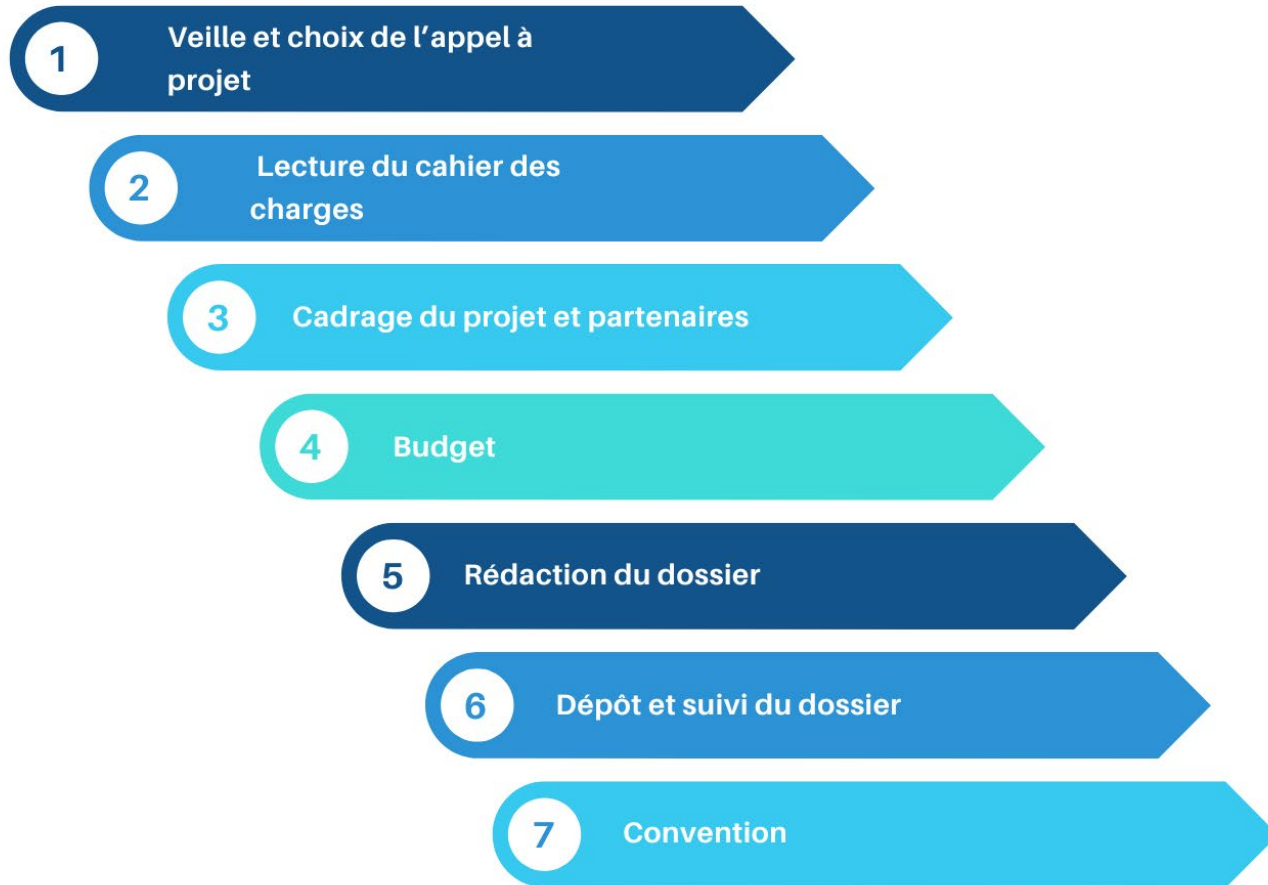 1
Veille et choix de l’appel à
projet
2
Lecture du cahier des
charges
3
Cadrage du projet et partenaires
4
Budget
5
Rédaction du dossier
6
Dépôt et suivi du dossier
7
Convention